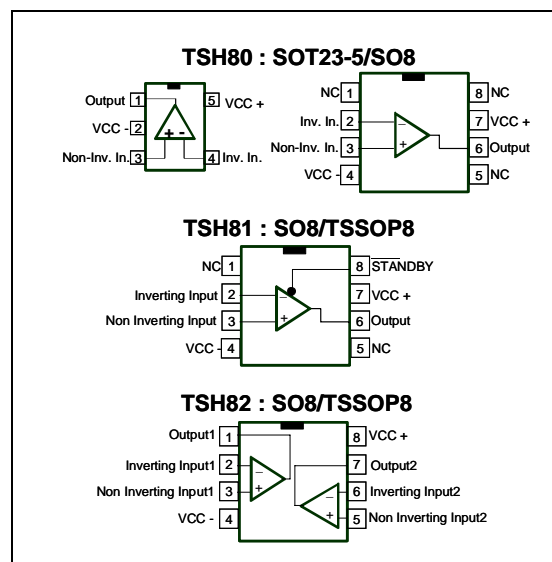 TSH80 : SOT23-5/SO8
Output 1 5 VCC +
VCC - 2
Non-Inv. In. 3 4 Inv. In.
+ -
NC 1 8 NC
Inv. In. 2 7 VCC +
Non-Inv. In. 3 6 Output
VCC - 4 5 NC
_
+
TSH81 : SO8/TSSOP8
NC 1 8 STANDBY
Inverting Input 2 _ 7 VCC +
Non Inverting Input 3 + 6 Output
VCC - 4 5 NC
TSH82 : SO8/TSSOP8
Output1 1 8 VCC +
Inverting Input1 2 _ 7 Output2
Non Inverting Input1 3 + _ 6 Inverting Input2
VCC - 4 + 5 Non Inverting Input2